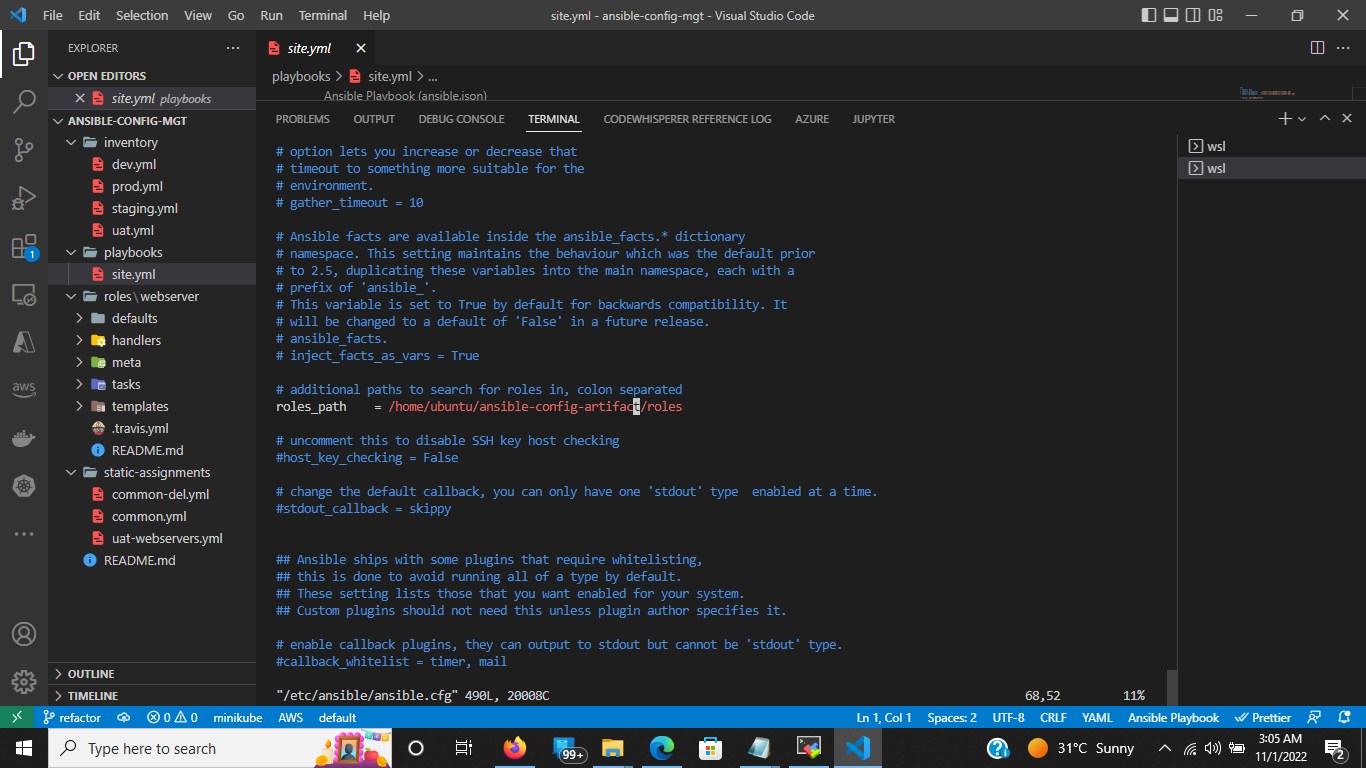 File Edit Selection View Go Run Terminal Help
site.yml - ansible-config-mgt - Visual Studio Code
EXPLORER
OPEN EDITORS
site.yml playbooks
ANSIBLE-CONFIG-MGT
inventory
dev.yml
prod.yml
staging.yml
uat.yml
playbooks
site.yml
roles\webserver
defaults
handlers
meta
tasks
templates
.travis.yml
README.md
static-assignments
common-del.yml
common.yml
uat-webservers.yml
README.md
OUTLINE
TIMELINE
1
aws
site.yml
playbooks > site.yml > ...
Ansible Playbook (ansible.json)
PROBLEMS OUTPUT DEBUG CONSOLE TERMINAL CODEWHISPERER REFERENCE LOG AZURE JUPYTER
wsl
wsl
# option lets you increase or decrease that
# timeout to something more suitable for the
# environment.
# gather_timeout = 10
# Ansible facts are available inside the ansible_facts.* dictionary
# namespace. This setting maintains the behaviour which was the default prior
# to 2.5, duplicating these variables into the main namespace, each with a
# prefix of 'ansible_'.
# This variable is set to True by default for backwards compatibility. It
# will be changed to a default of 'False' in a future release.
# ansible_facts.
# inject_facts_as_vars = True
# additional paths to search for roles in, colon separated
roles_path    = /home/ubuntu/ansible-config-artifact/roles
# uncomment this to disable SSH key host checking
#host_key_checking = False
# change the default callback, you can only have one 'stdout' type  enabled at a time.
#stdout_callback = skippy
## Ansible ships with some plugins that require whitelisting,
## this is done to avoid running all of a type by default.
## These setting lists those that you want enabled for your system.
## Custom plugins should not need this unless plugin author specifies it.
# enable callback plugins, they can output to stdout but cannot be 'stdout' type.
#callback_whitelist = timer, mail
"/etc/ansible/ansible.cfg" 490L, 20008C 68,52 11%
refactor 0 0 minikube AWS default Ln 1, Col 1 Spaces: 2 UTF-8 CRLF YAML Ansible Playbook Prettier
Type here to search
99+
31°C Sunny
3:05 AM
11/1/2022
2